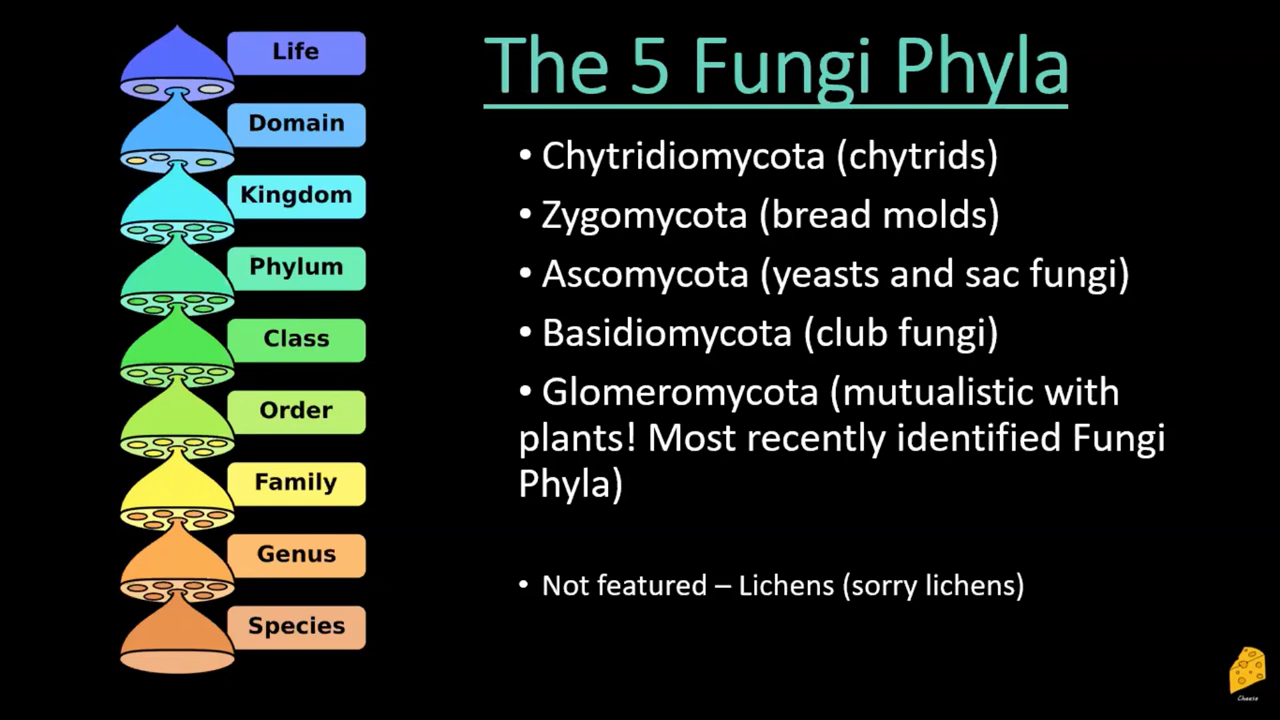 Life
Domain
Kingdom
Phylum
Class
Order
Family
Genus
Species
The 5 Fungi Phyla
• Chytridiomycota (chytrids)
• Zygomycota (bread molds)
• Ascomycota (yeasts and sac fungi)
• Basidiomycota (club fungi)
• Glomeromycota (mutualistic with
plants! Most recently identified Fungi
Phyla)
• Not featured – Lichens (sorry lichens)
Cheese